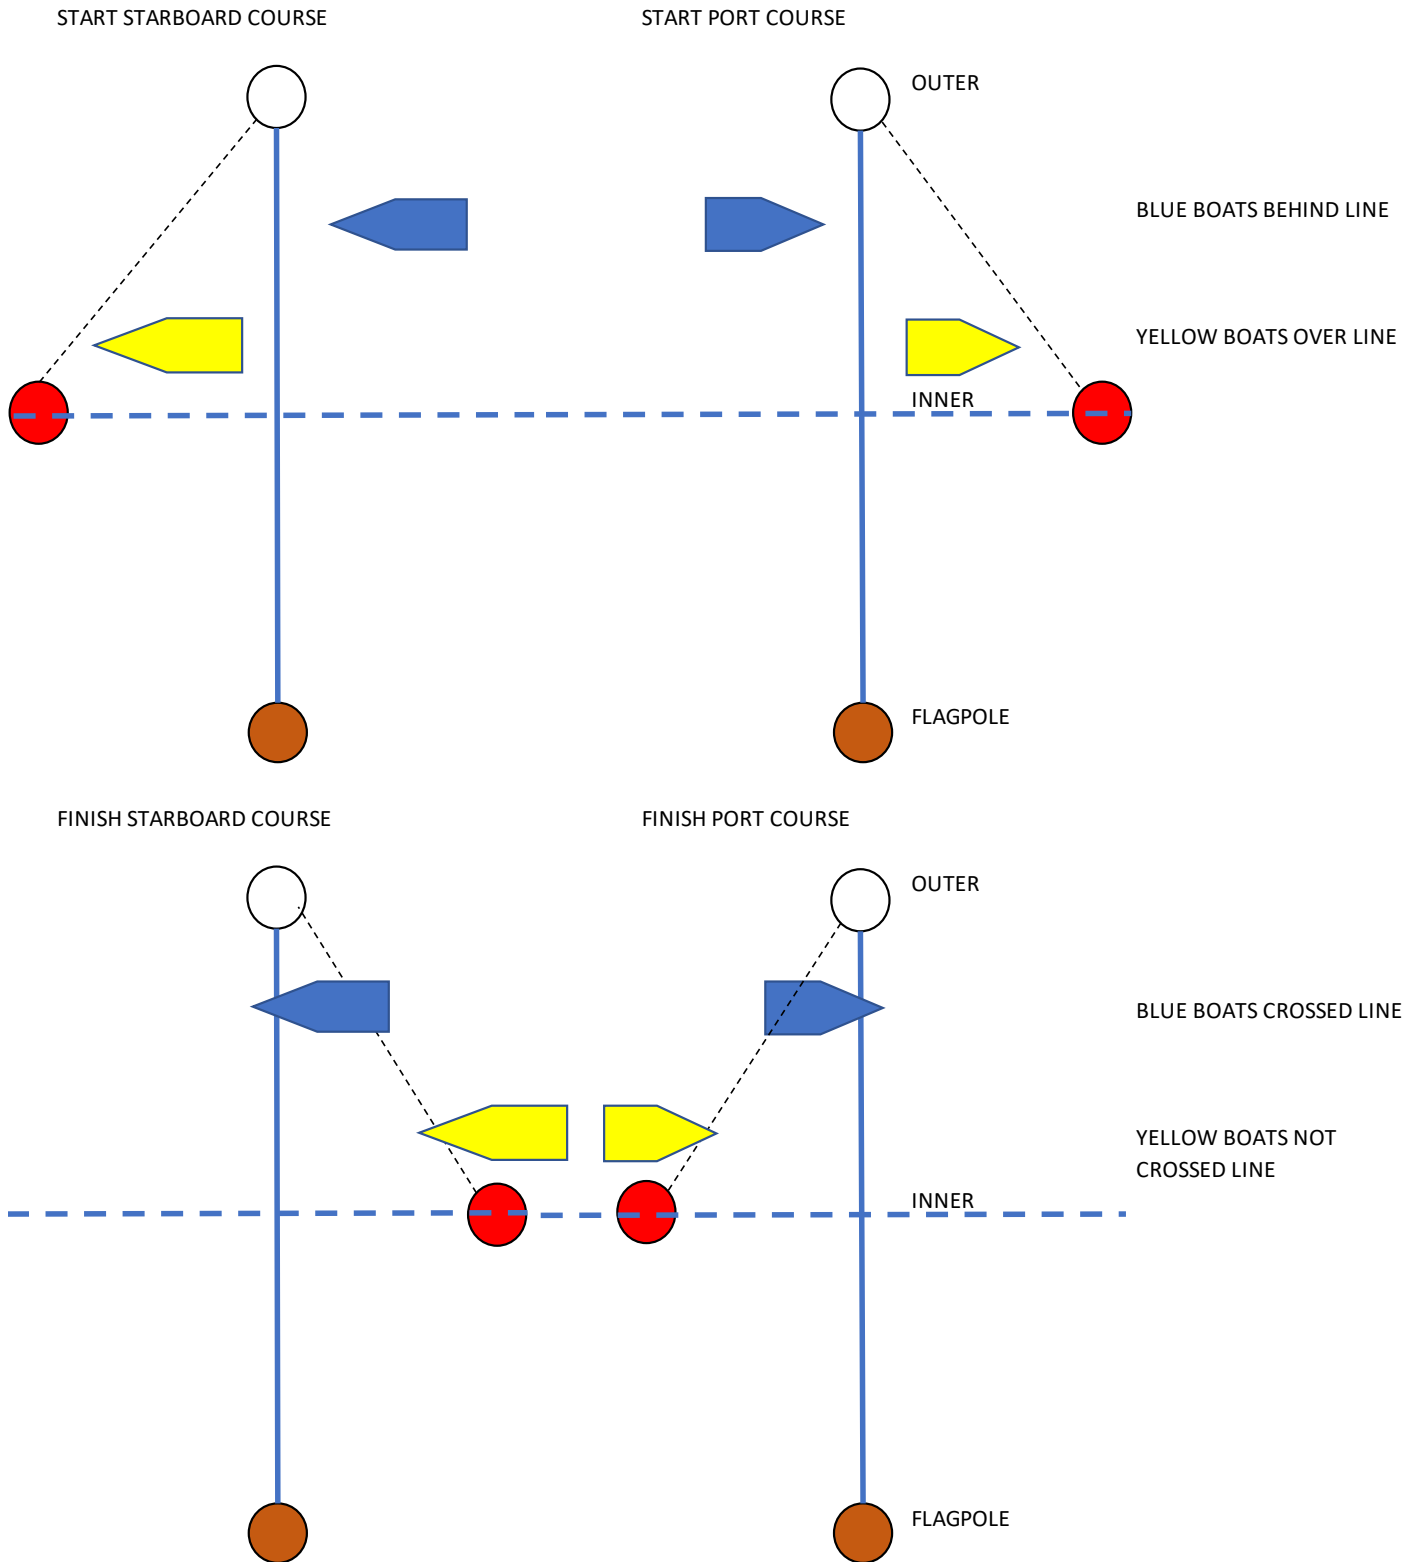 START STARBOARD COURSE
START PORT COURSE
OUTER
BLUE BOATS BEHIND LINE
YELLOW BOATS OVER LINE
INNER
FLAGPOLE
FINISH STARBOARD COURSE
FINISH PORT COURSE
OUTER
BLUE BOATS CROSSED LINE
YELLOW BOATS NOT
CROSSED LINE
INNER
FLAGPOLE